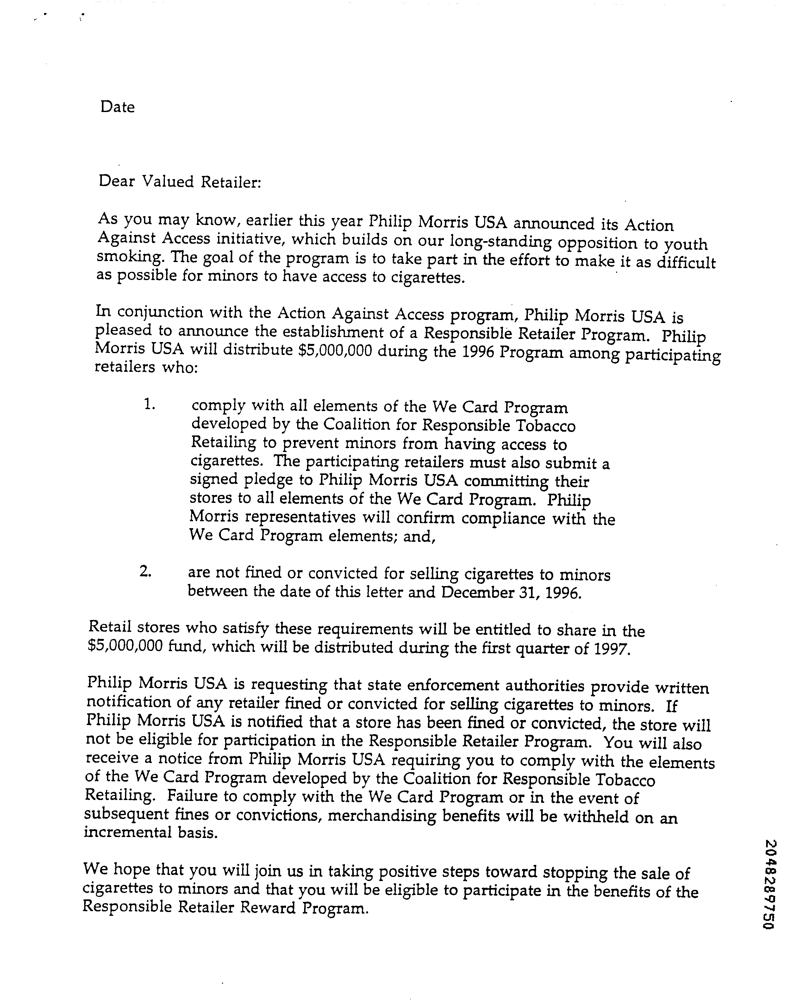 Date
Dear Valued Retailer:
As you may know, earlier this year Philip Morris USA announced its Action
Against Access initiative, which builds on our long-standing opposition to youth
smoking. The goal of the program is to take part in the effort to make it as difficult
as possible for minors to have access to cigarettes.
In conjunction with the Action Against Access program, Philip Morris USA is
pleased to announce the establishment of a Responsible Retailer Program. Philip
Morris USA will distribute $5,000,000 during the 1996 Program among participating
retailers who:
1. comply with all elements of the We Card Program
developed by the Coalition for Responsible Tobacco
Retailing to prevent minors from having access to
cigarettes. The participating retailers must also submit a
signed pledge to Philip Morris USA committing their
stores to all elements of the We Card Program. Philip
Morris representatives will confirm compliance with the
We Card Program elements; and,
2. are not fined or convicted for selling cigarettes to minors
between the date of this letter and December 31, 1996.
Retail stores who satisfy these requirements will be entitled to share in the
$5,000,000 fund, which will be distributed during the first quarter of 1997.
Philip Morris USA is requesting that state enforcement authorities provide written
notification of any retailer fined or convicted for selling cigarettes to minors. If
Philip Morris USA is notified that a store has been fined or convicted, the store will
not be eligible for participation in the Responsible Retailer Program. You will also
receive a notice from Philip Morris USA requiring you to comply with the elements
of the We Card Program developed by the Coalition for Responsible Tobacco
Retailing. Failure to comply with the We Card Program or in the event of
subsequent fines or convictions, merchandising benefits will be withheld on an
incremental basis.
We hope that you will join us in taking positive steps toward stopping the sale of
cigarettes to minors and that you will be eligible to participate in the benefits of the
Responsible Retailer Reward Program.
2048289750